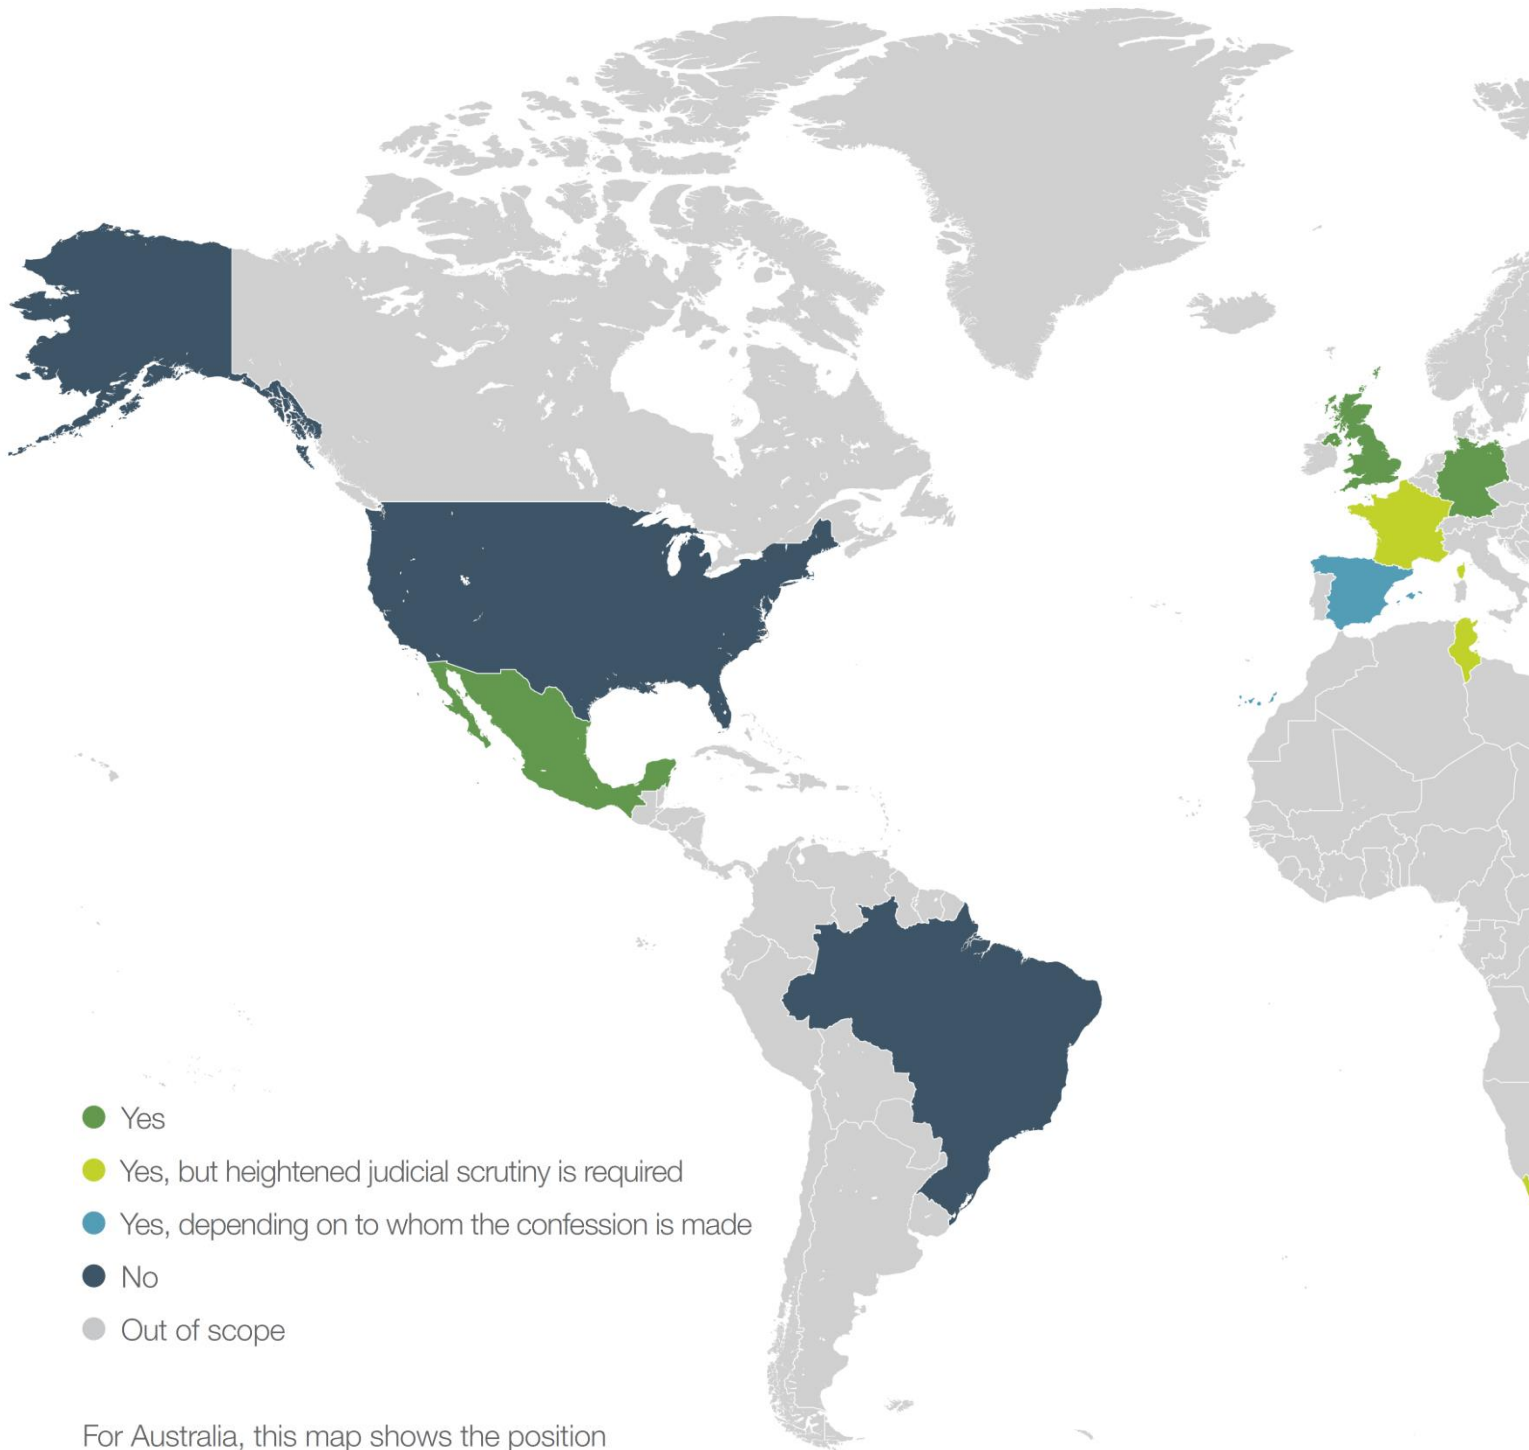 Yes
Yes, but heightened judicial scrutiny is required
Yes, depending on to whom the confession is made
No
Out of scope
For Australia, this map shows the position